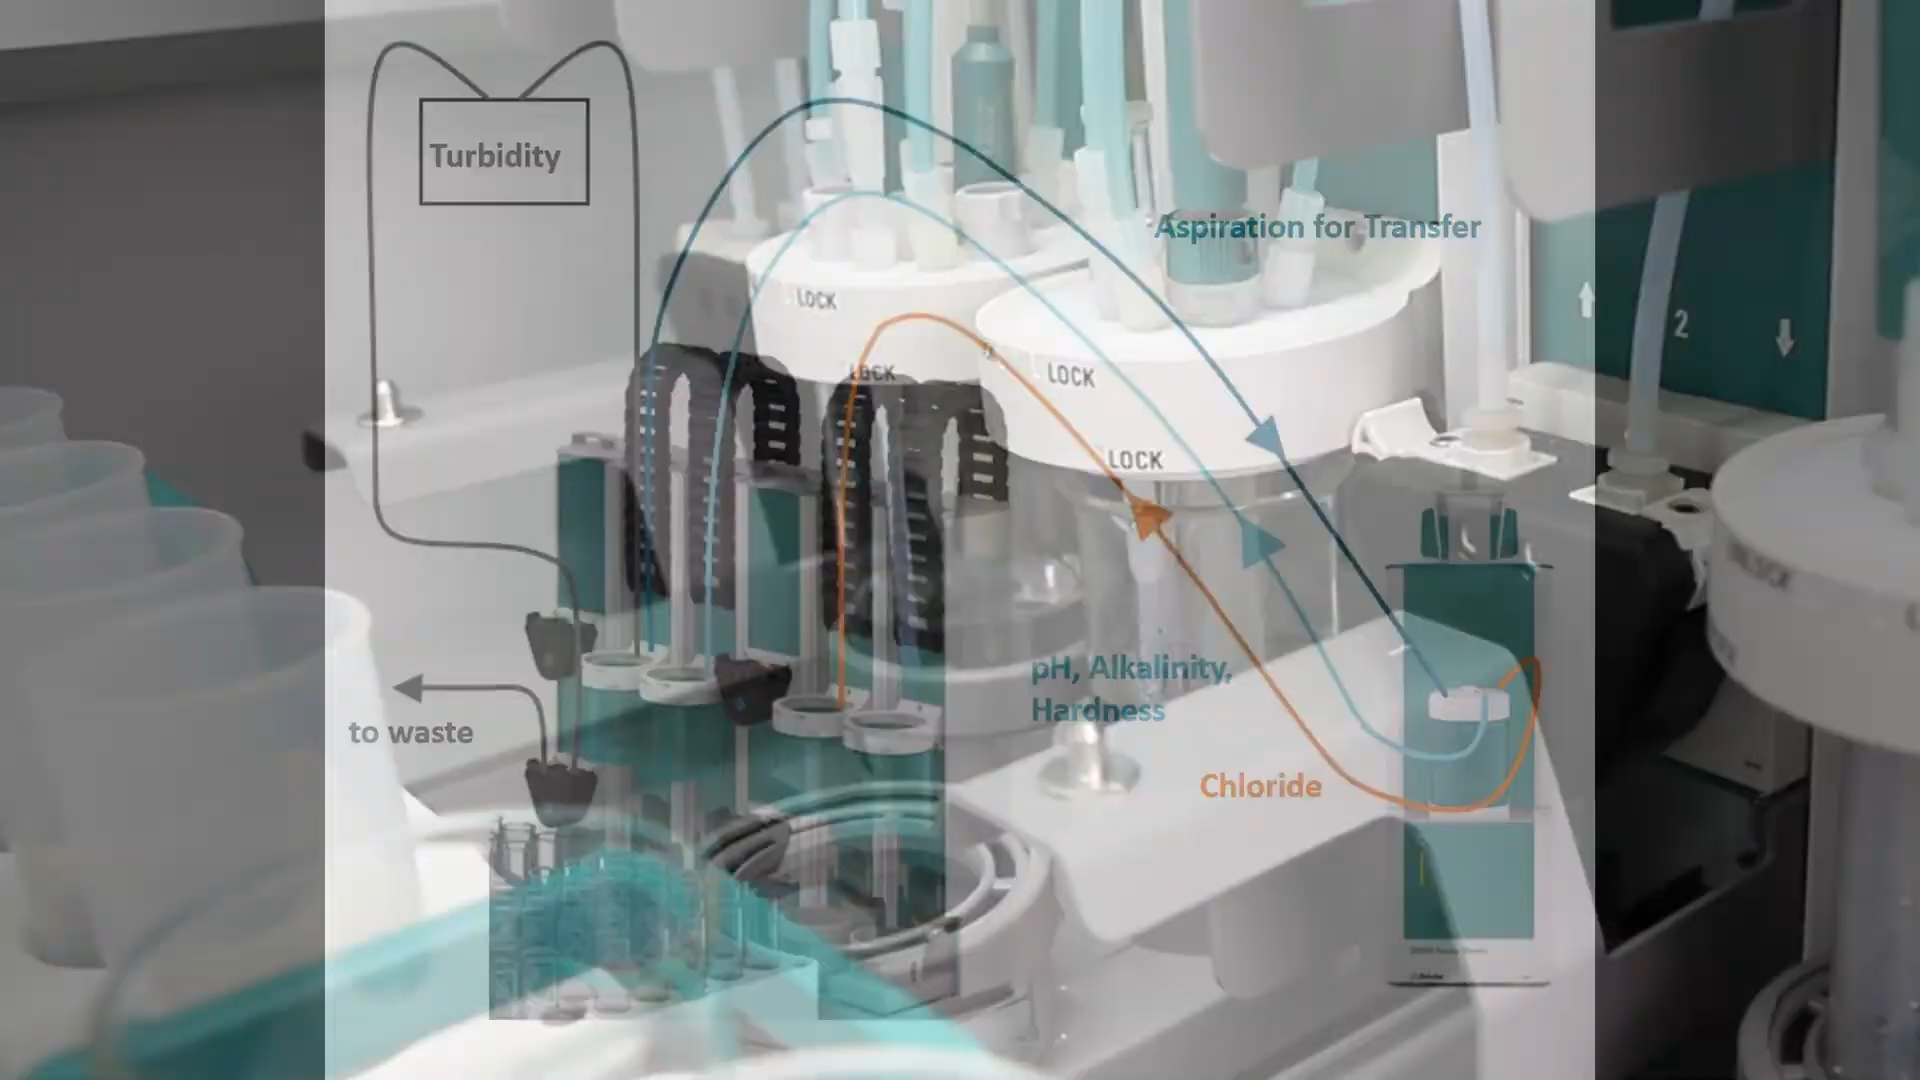 Turbidity
Aspiration for Transfer
LOCK
2
LOCK
LOCK
LOCK
pH, Alkalinity,
Hardness
to waste
Chloride